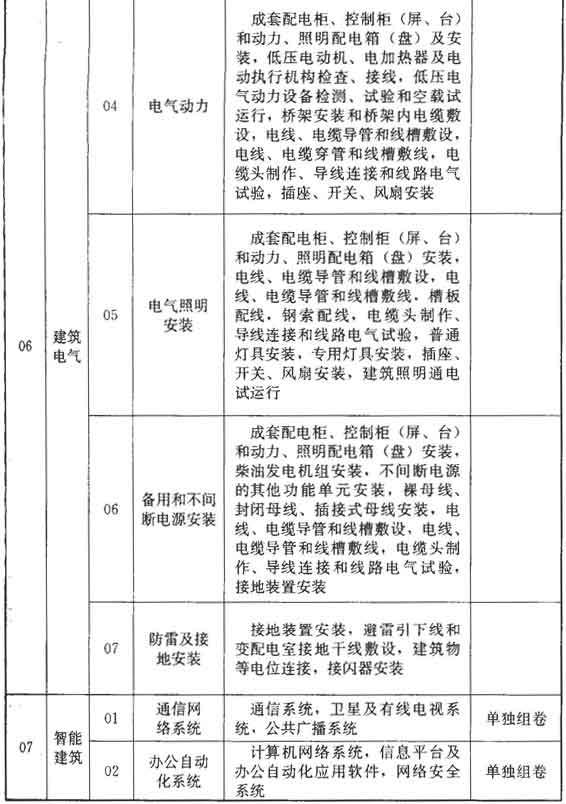 06
建筑
电气
04
电气动力
成套配电柜、控制柜（屏、台）
和动力、照明配电箱（盘）及安
装，低压电动机、电加热器及电
动执行机构检查、接线，低压电
气动力设备检测、试验和空载试
运行，桥架安装和桥架内电缆敷
设，电线、电缆导管和线槽敷设，
电线、电缆穿管和线槽敷线，电
缆头制作、导线连接和线路电气
试验，插座、开关、风扇安装
05
电气照明
安装
成套配电柜、控制柜（屏、台）
和动力、照明配电箱（盘）安装，
电线、电缆导管和线槽敷设，电
线、电缆导管和线槽敷线，槽板
配线，钢索配线，电缆头制作、
导线连接和线路电气试验，普通
灯具安装，专用灯具安装，插座、
开关、风扇安装，建筑照明通电
试运行
06
备用和不间
断电源安装
成套配电柜、控制柜（屏、台）
和动力、照明配电箱（盘）安装，
柴油发电机组安装，不间断电源
的其他功能单元安装，裸母线、
封闭母线、插接式母线安装，电
线、电缆导管和线槽敷设，电线、
电缆导管和线槽敷线，电缆头制
作、导线连接和线路电气试验，
接地装置安装
07
防雷及接
地安装
接地装置安装，避雷引下线和
变配电室接地干线敷设，建筑物
等电位连接，接闪器安装
07
智能
建筑
01
通信网
络系统
通信系统，卫星及有线电视系
统，公共广播系统
单独组卷
02
办公自动
化系统
计算机网络系统，信息平台及
办公自动化应用软件，网络安全
系统
单独组卷